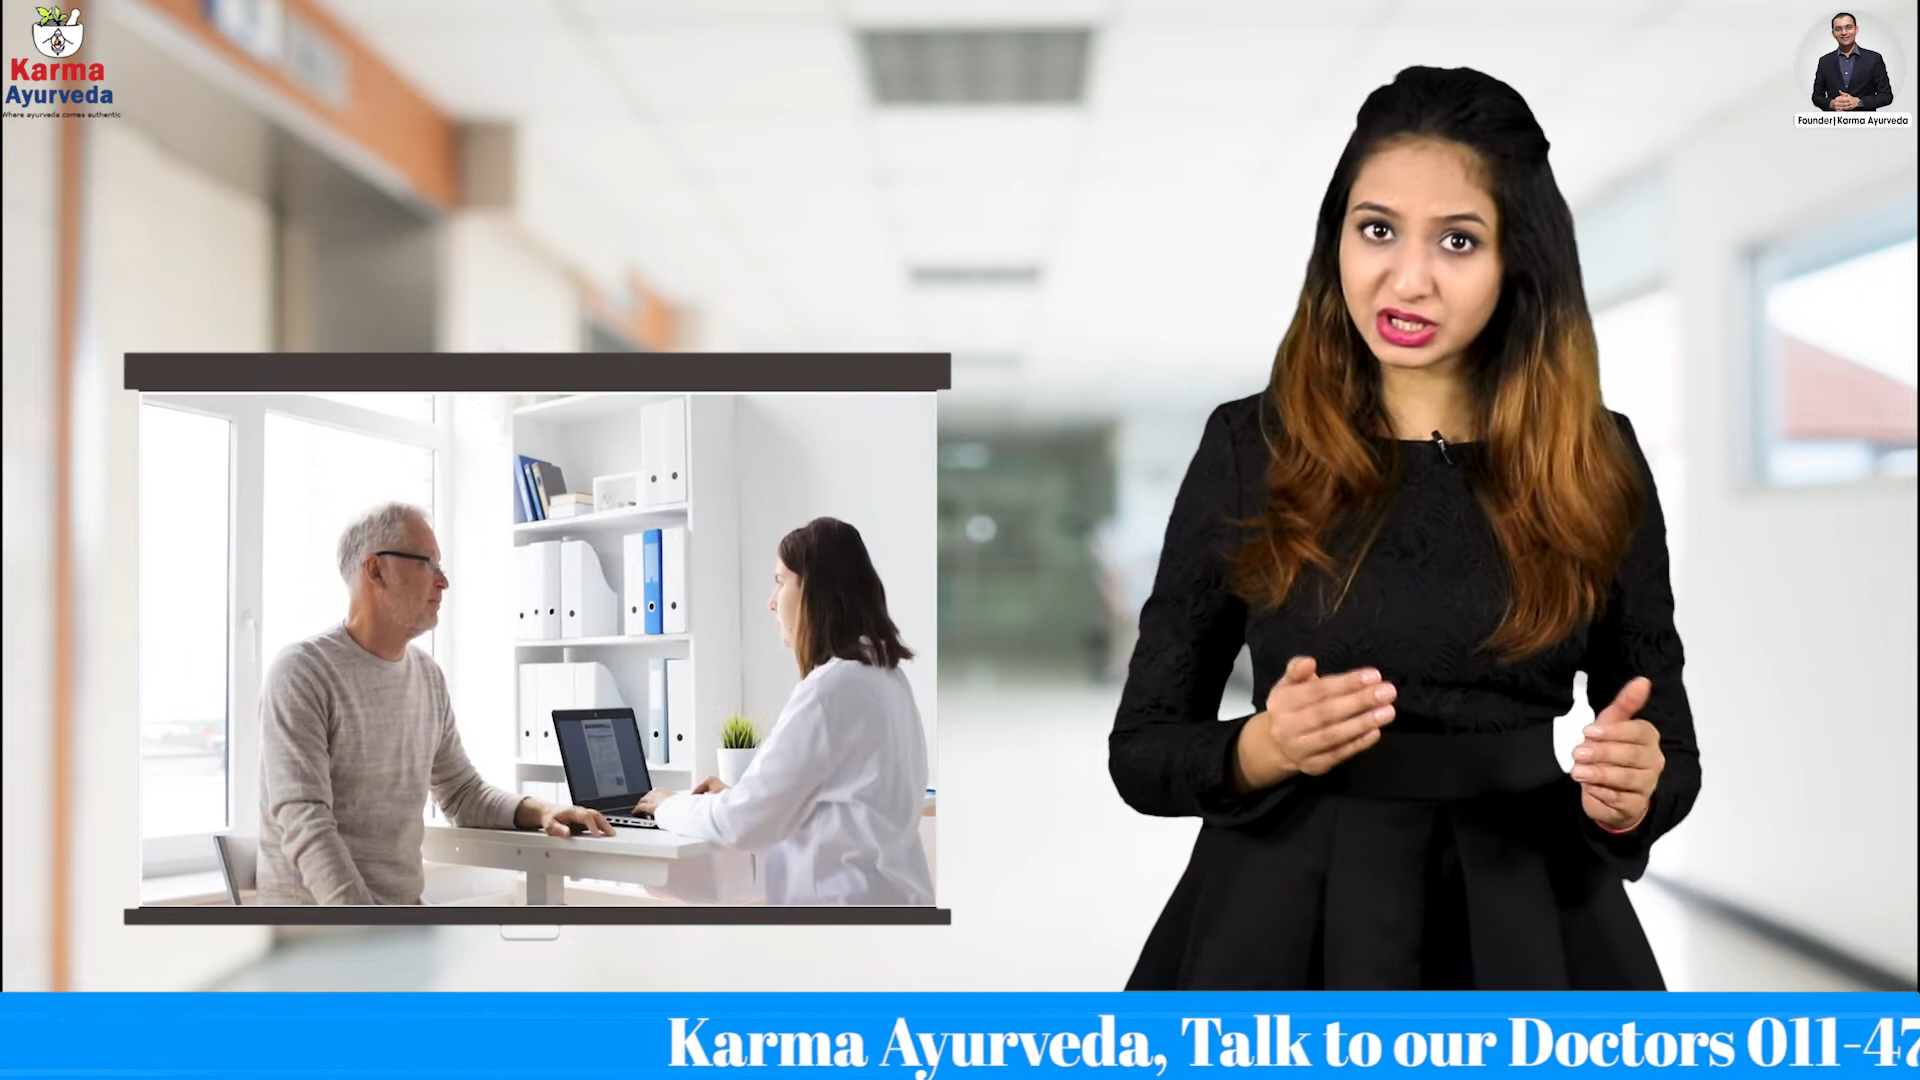 Karma
Ayurveda
Where ayurveda comes authentic
Founder|Karma Ayurveda
Karma Ayurveda, Talk to our Doctors 011-47